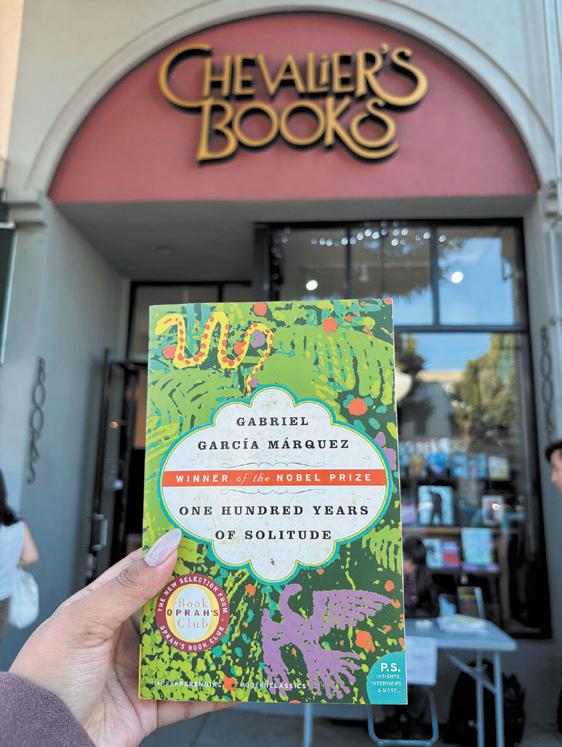 CHEVALIER'S
BOOKS
BOOKS
GABRIEL
GARCÍA MÁRQUEZ
WINNER of the NOBEL PRIZE
ONE HUNDRED YEARS
OF SOLITUDE
THE NEW SELECTION FROM
Book
OPRAH'S
Club
OPRAH'S BOOK CLUB
P.S.
INSIGHTS,
INTERVIEWS
& MORE...
HARPERPERENNIAL MODERNCLASSICS